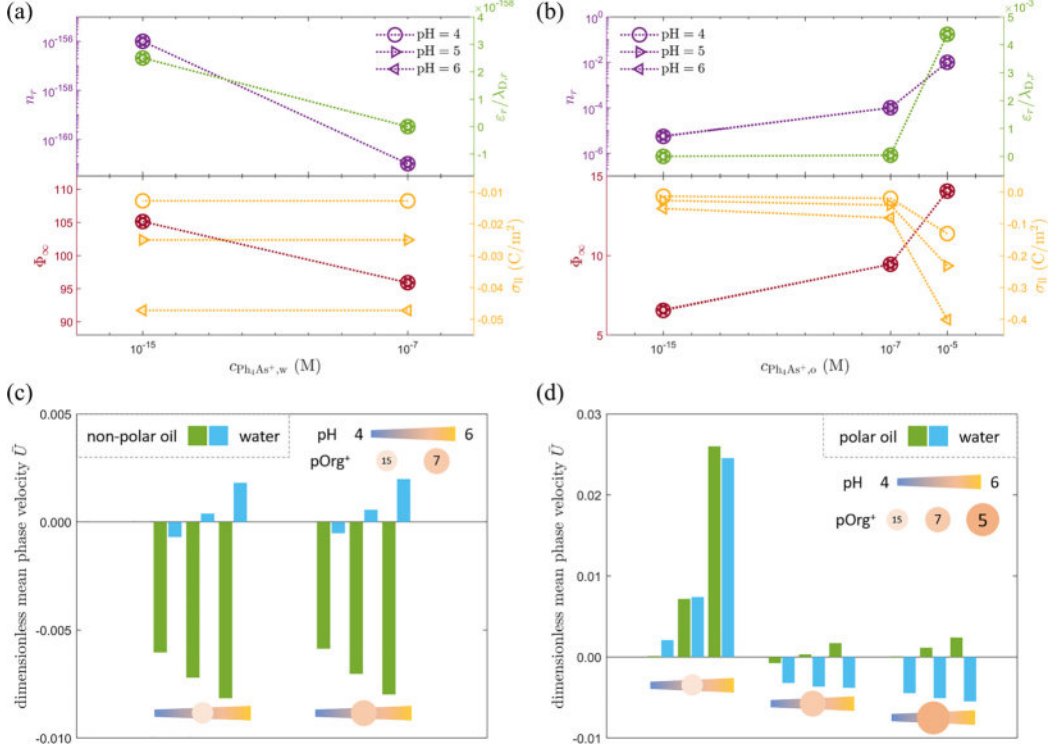 (a)
×10⁻¹⁵⁸
10⁻¹⁵⁶
10⁻¹⁵⁸
10⁻¹⁶⁰
n_r
pH = 4
pH = 5
pH = 6
4
3
2
1
0
-1
ε_r/λ_D,r
110
105
100
95
90
Φ_∞
-0.01
-0.02
-0.03
-0.04
-0.05
σ_|| (C/m²)
10⁻¹⁵
10⁻⁷
c_Ph₄As⁺,w (M)
(b)
×10⁻³
10⁰
10⁻²
10⁻⁴
10⁻⁶
n_r
pH = 4
pH = 5
pH = 6
5
4
3
2
1
0
ε_r/λ_D,r
15
10
5
Φ_∞
0.0
-0.1
-0.2
-0.3
-0.4
σ_|| (C/m²)
10⁻¹⁵
10⁻⁷
10⁻⁵
c_Ph₄As⁺,o (M)
(c)
0.005
0.000
-0.005
-0.010
dimensionless mean phase velocity Ū
non-polar oil water
pH 4 6
pOrg⁺ 15 7
(d)
0.03
0.02
0.01
0.00
-0.01
dimensionless mean phase velocity Ū
polar oil water
pH 4 6
pOrg⁺ 15 7 5